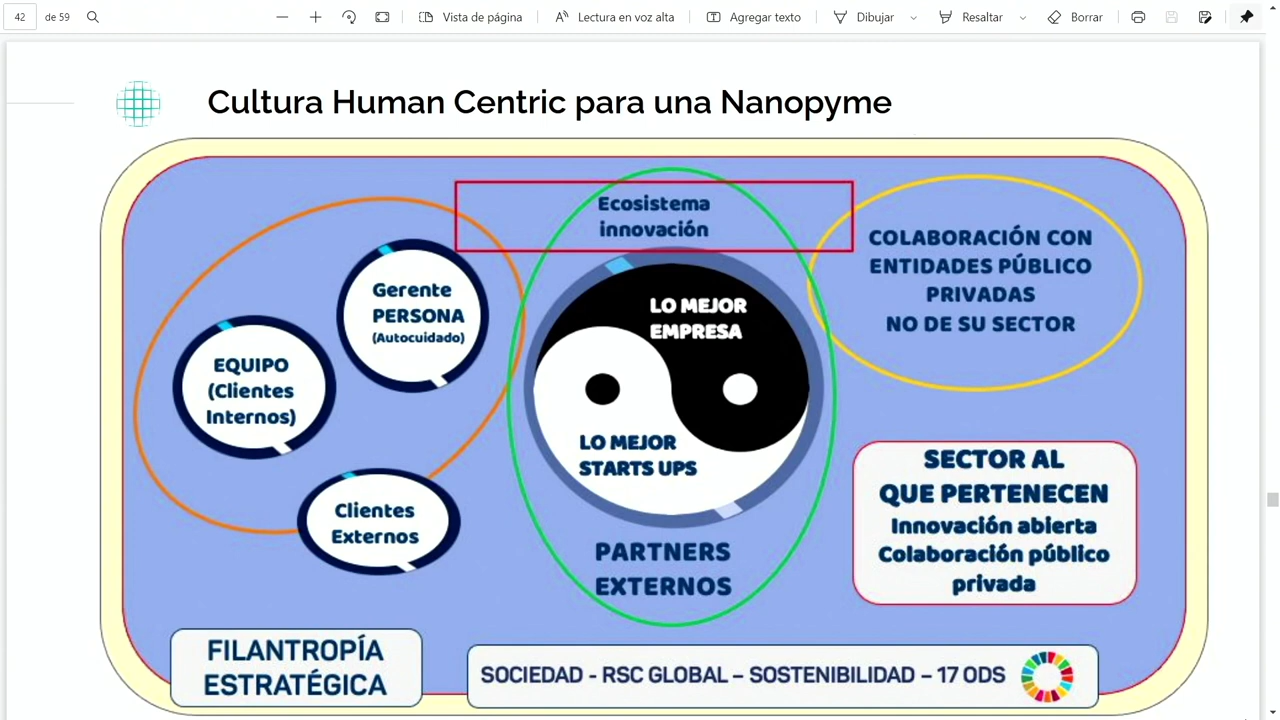 42 de 59
Vista de página
Lectura en voz alta
Agregar texto
Dibujar
Resaltar
Borrar
Cultura Human Centric para una Nanopyme
Ecosistema
innovación
Gerente
PERSONA
(Autocuidado)
EQUIPO
(Clientes
Internos)
Clientes
Externos
LO MEJOR
EMPRESA
LO MEJOR
STARTS UPS
PARTNERS
EXTERNOS
COLABORACIÓN CON
ENTIDADES PÚBLICO
PRIVADAS
NO DE SU SECTOR
SECTOR AL
QUE PERTENECEN
Innovación abierta
Colaboración público
privada
FILANTROPÍA
ESTRATÉGICA
SOCIEDAD - RSC GLOBAL – SOSTENIBILIDAD – 17 ODS